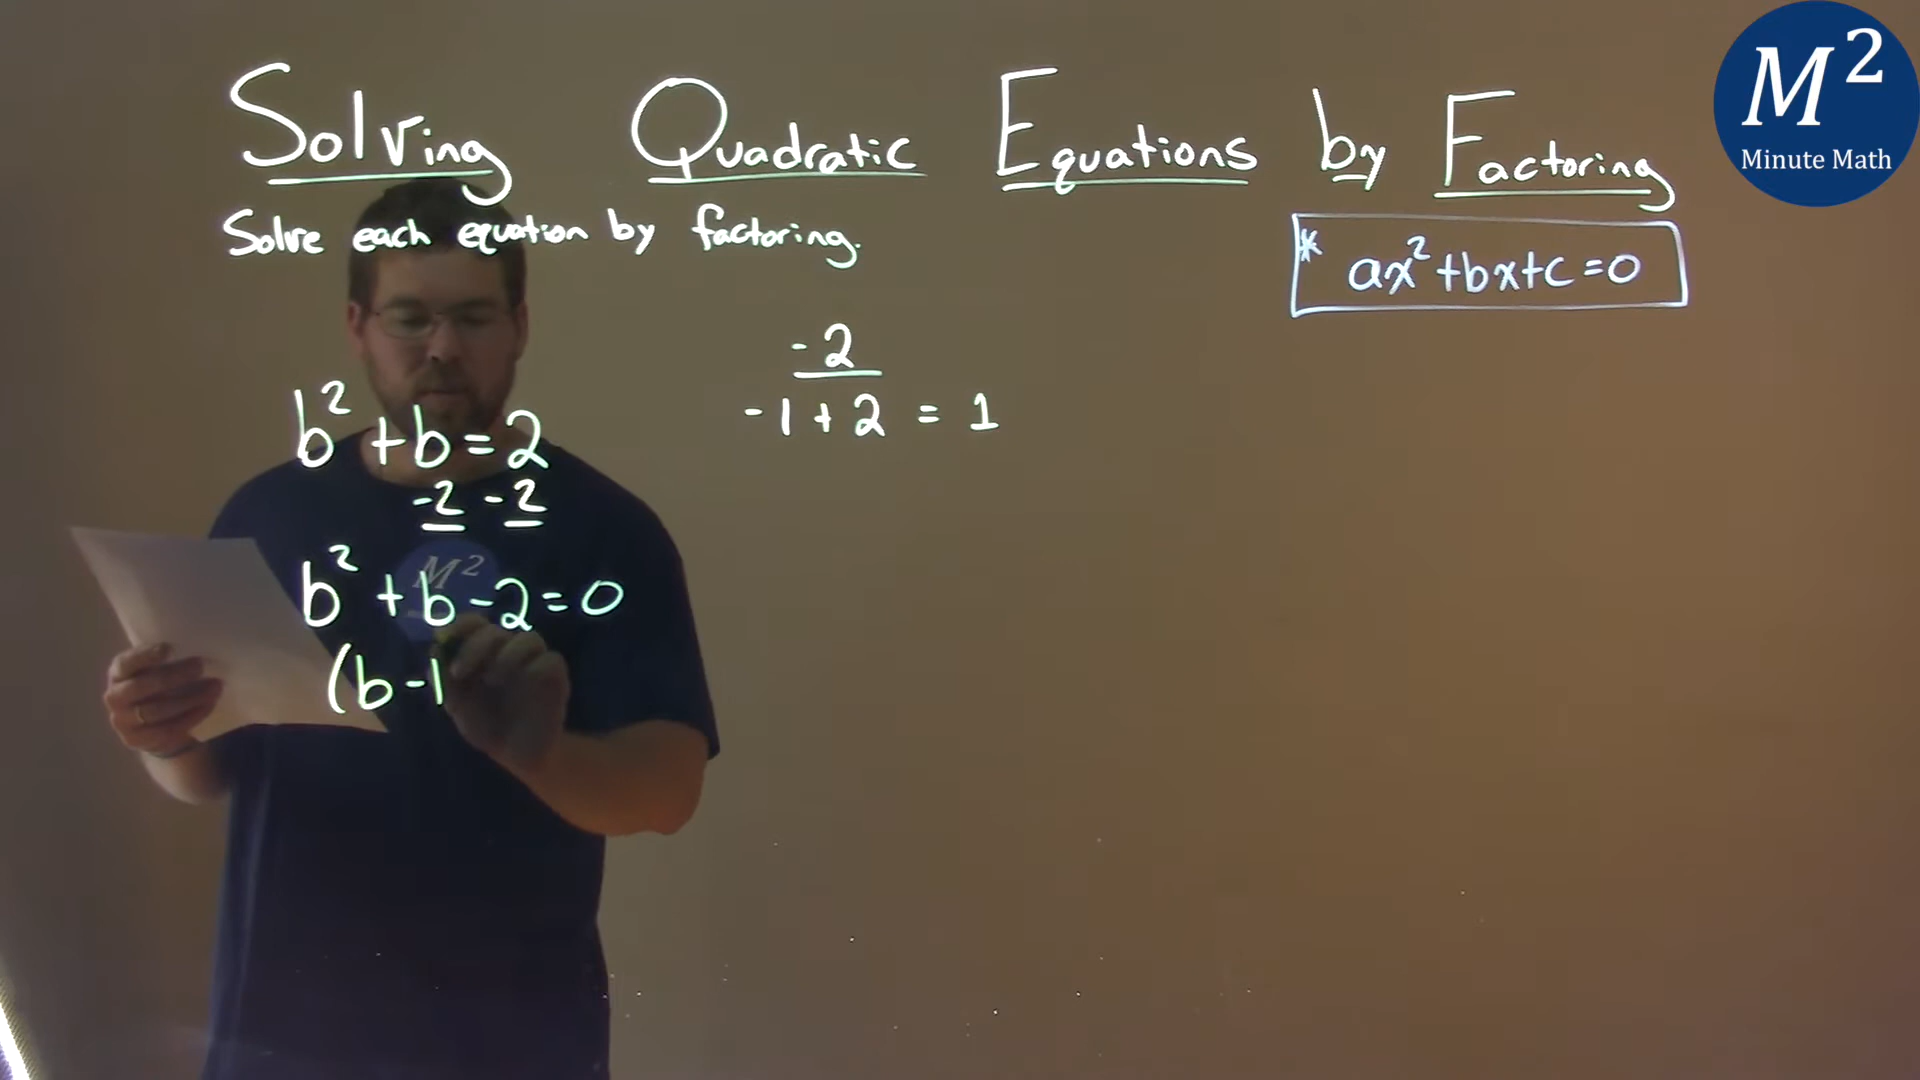 Solving Quadratic Equations by Factoring
M²
Minute Math
Solve each equation by factoring.
* ax²+bx+c=0
-2
-1+2=1
b²+b=2
-2 -2
M²
b²+b-2=0
(b-1